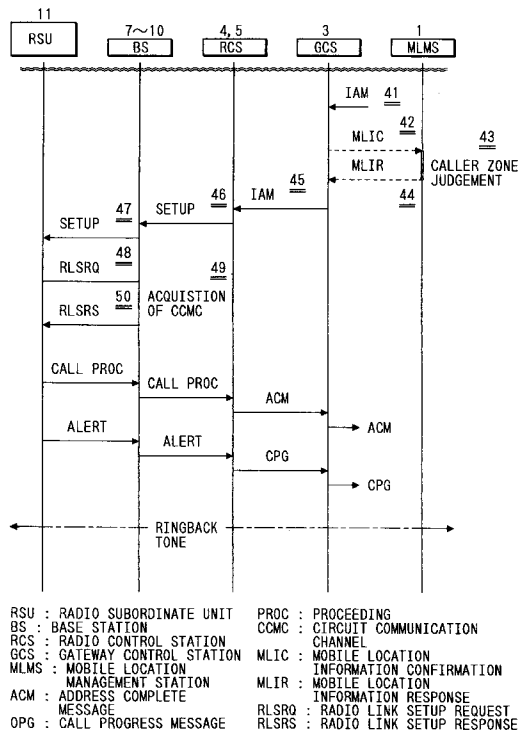 11
7~10
4,5
3
1
RSU
BS
RCS
GCS
MLMS
IAM 41
42
MLIC
43
MLIR
CALLER ZONE
JUDGEMENT
45
IAM
44
46
SETUP
47
SETUP
48
RLSRQ
49
50
ACQUISTION
OF CCMC
RLSRS
CALL PROC
CALL PROC
ACM
ACM
ALERT
ALERT
CPG
CPG
RINGBACK
TONE
RSU : RADIO SUBORDINATE UNIT
BS : BASE STATION
RCS : RADIO CONTROL STATION
GCS : GATEWAY CONTROL STATION
MLMS : MOBILE LOCATION
MANAGEMENT STATION
ACM : ADDRESS COMPLETE
MESSAGE
OPG : CALL PROGRESS MESSAGE
PROC : PROCEEDING
CCMC : CIRCUIT COMMUNICATION
CHANNEL
MLIC : MOBILE LOCATION
INFORMATION CONFIRMATION
MLIR : MOBILE LOCATION
INFORMATION RESPONSE
RLSRQ : RADIO LINK SETUP REQUEST
RLSRS : RADIO LINK SETUP RESPONSE